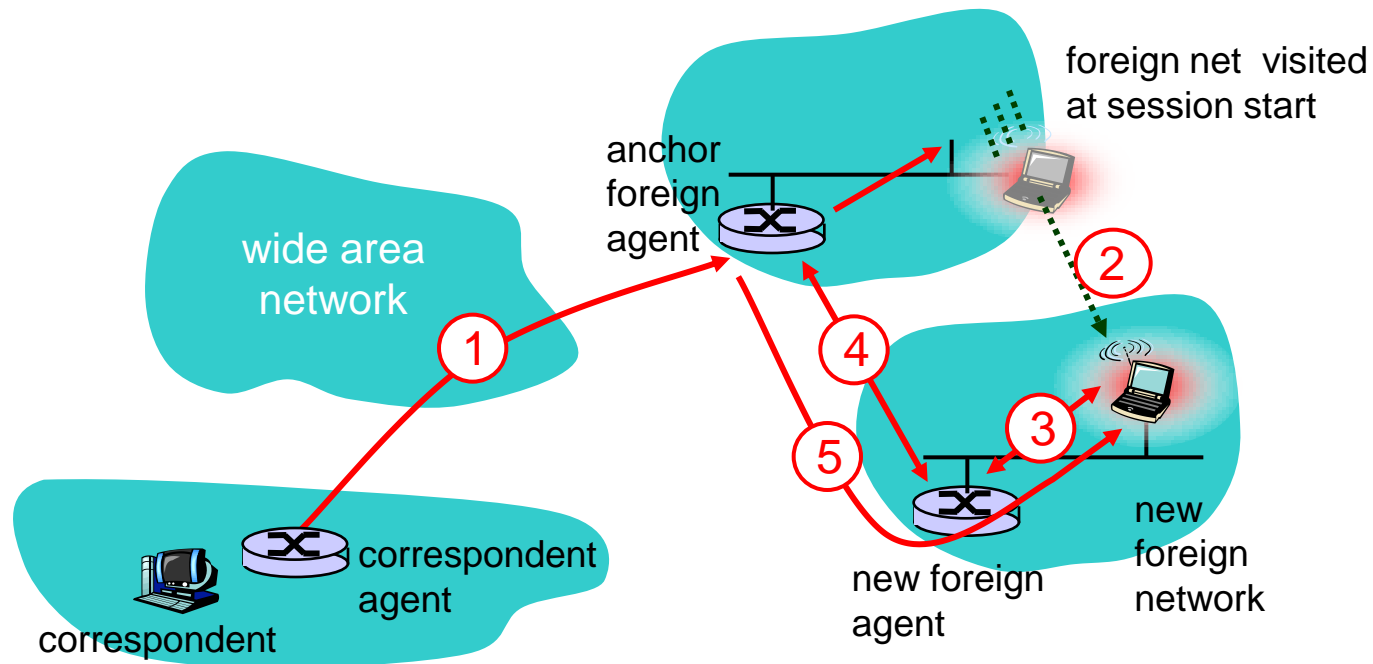 foreign net visited
at session start
anchor
foreign
agent
wide area
network
2
1
4
3
5
correspondent
agent
correspondent
new foreign
agent
new
foreign
network